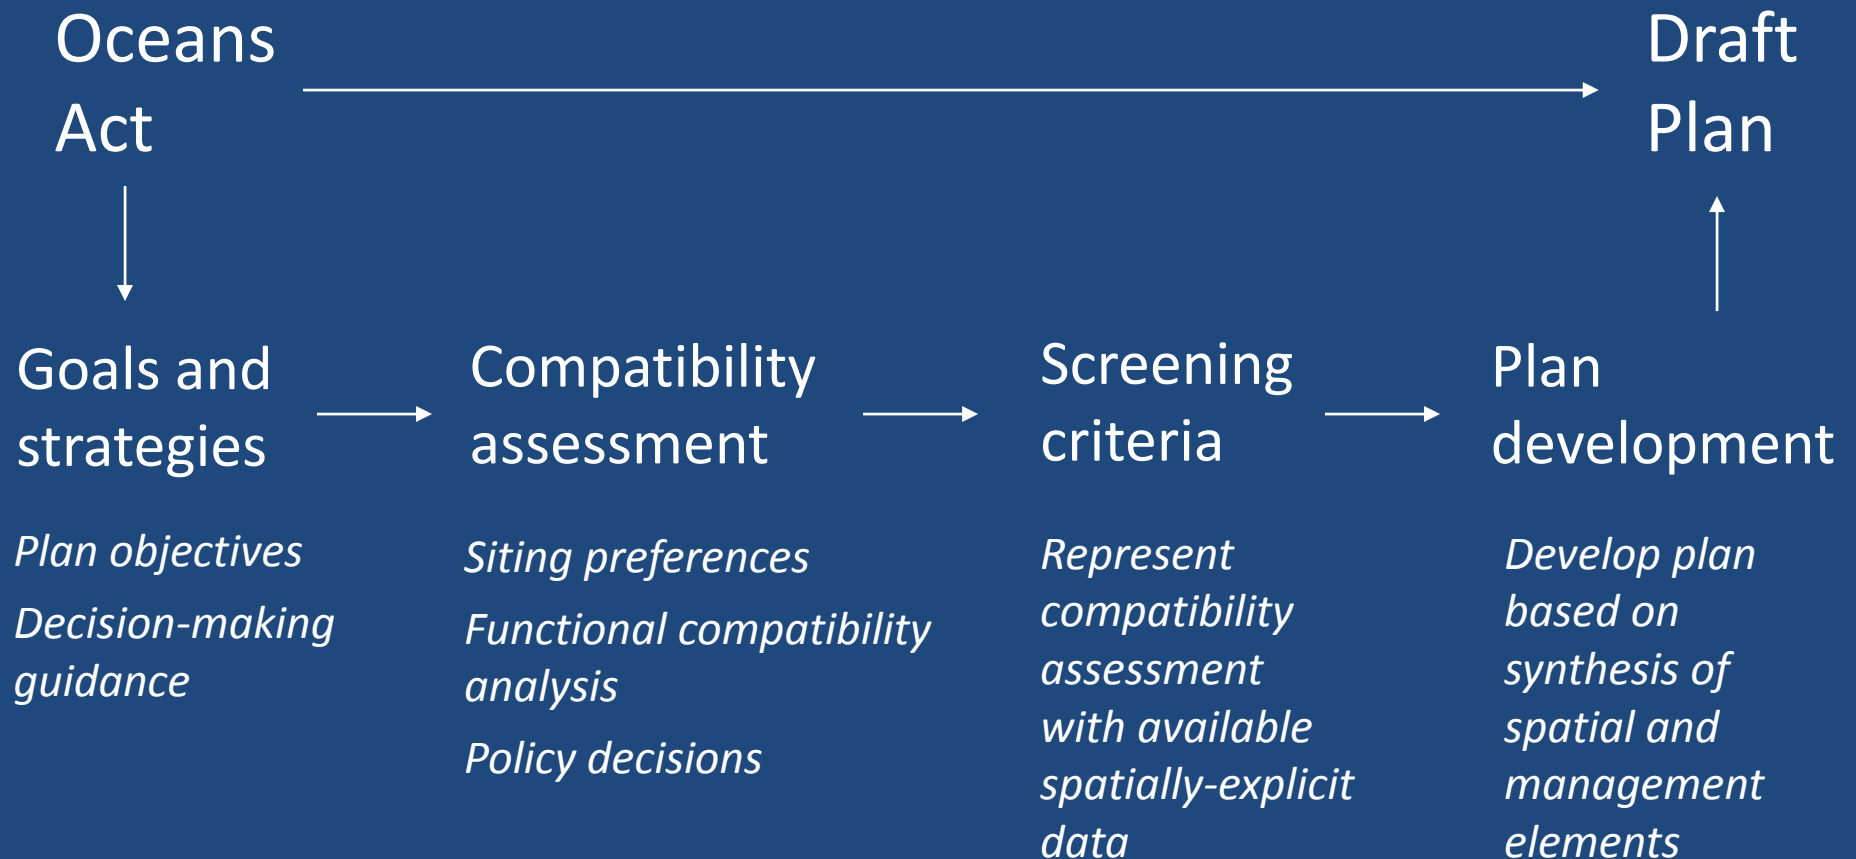 Oceans
Act
Draft
Plan
Goals and
strategies
Compatibility
assessment
Screening
criteria
Plan
development
Plan objectives
Decision-making
guidance
Siting preferences
Functional compatibility
analysis
Policy decisions
Represent
compatibility
assessment
with available
spatially-explicit
data
Develop plan
based on
synthesis of
spatial and
management
elements